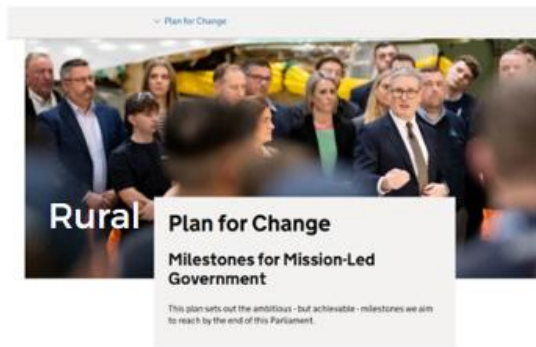 Plan for Change
Rural
Plan for Change
Milestones for Mission-Led
Government
This plan sets out the ambitious - but achievable - milestones we aim
to reach by the end of this Parliament.